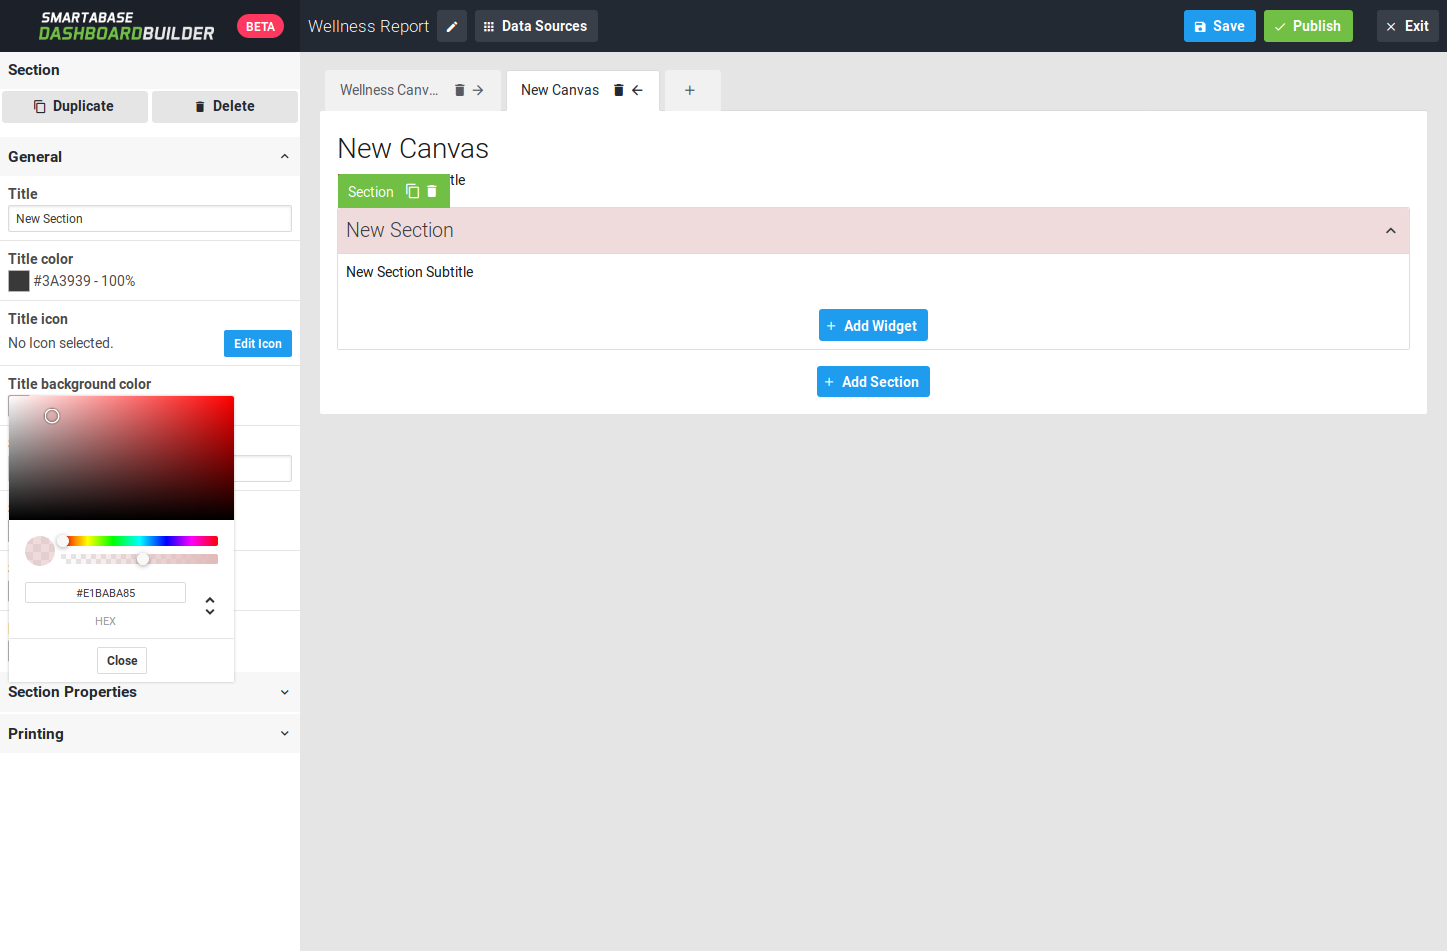 SMARTABASE
DASHBOARDBUILDER
BETA
Wellness Report
Data Sources
Save
Publish
Exit
Section
Duplicate
Delete
General
Title
New Section
Title color
#3A3939 - 100%
Title icon
No Icon selected.
Edit Icon
Title background color
#E1BABA85
HEX
Close
Section Properties
Printing
Wellness Canv...
New Canvas
New Canvas
tle
Section
New Section
New Section Subtitle
Add Widget
Add Section